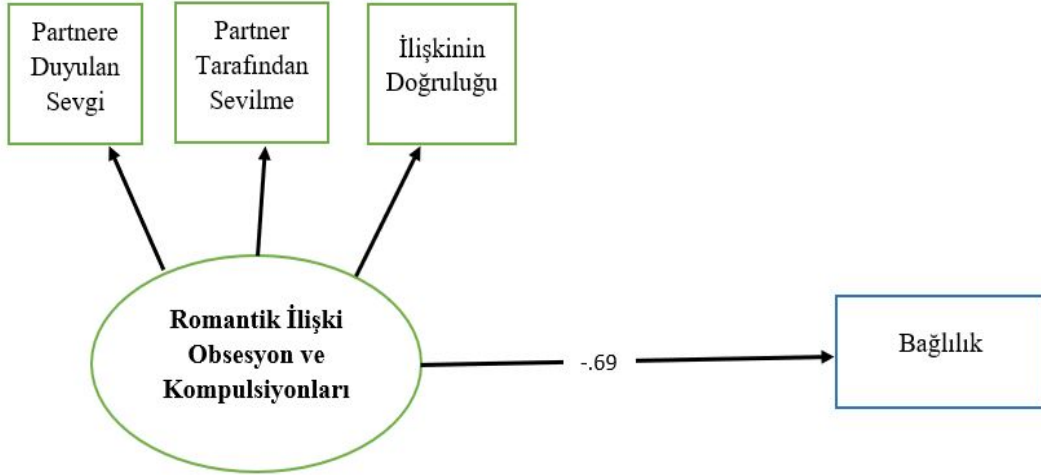 Partnere
Duyulan
Sevgi
Partner
Tarafından
Sevilme
İlişkinin
Doğruluğu
Romantik İlişki
Obsesyon ve
Kompulsiyonları
-.69
Bağlılık